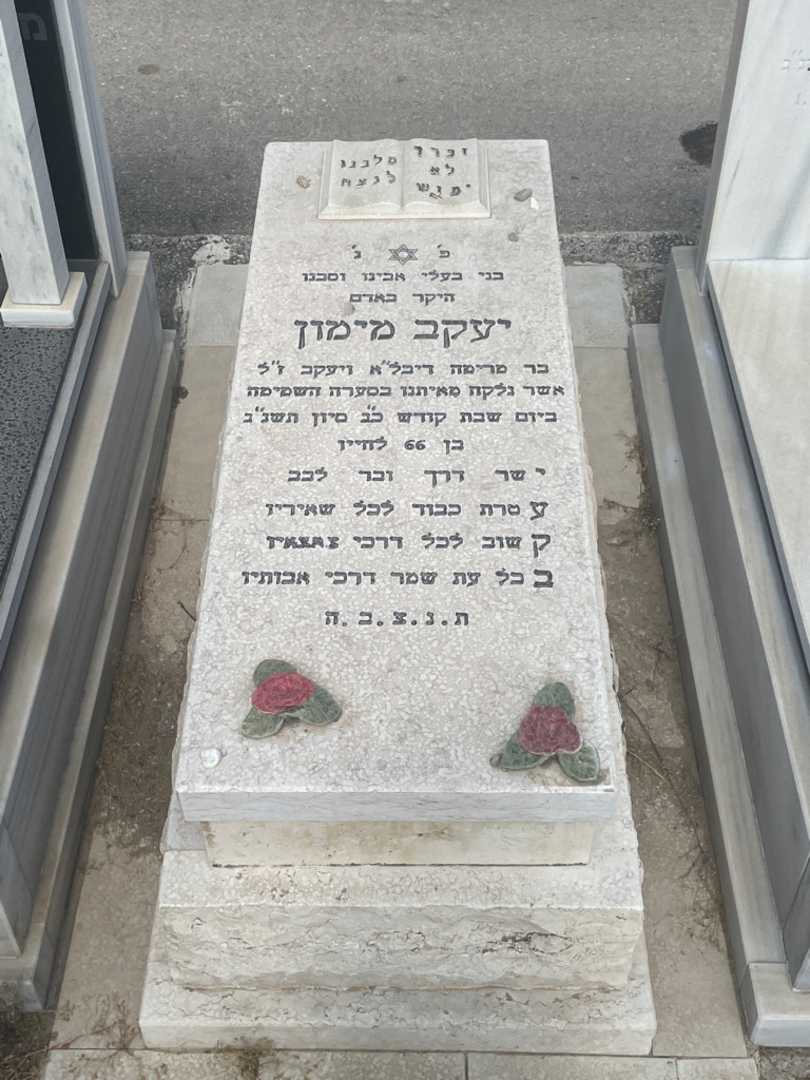 זכרך
לא
ימוש
מלבנו
לנצח
פ' נ'
בני בעלי אבינו וסבנו
היקר באדם
יעקב מימון
בר מרימה דיבל"א ויעקב ז"ל
אשר נלקח מאיתנו בסערה השמימה
ביום שבת קודש כ"ב סיון תשנ"ג
בן 66 לחייו
ישר דרך ובר לבב
עטרת כבוד לכל שאיריו
קשוב לכל דרכי צאצאיו
בכל עת שמר דרכי אבותיו
ת.נ.צ.ב.ה